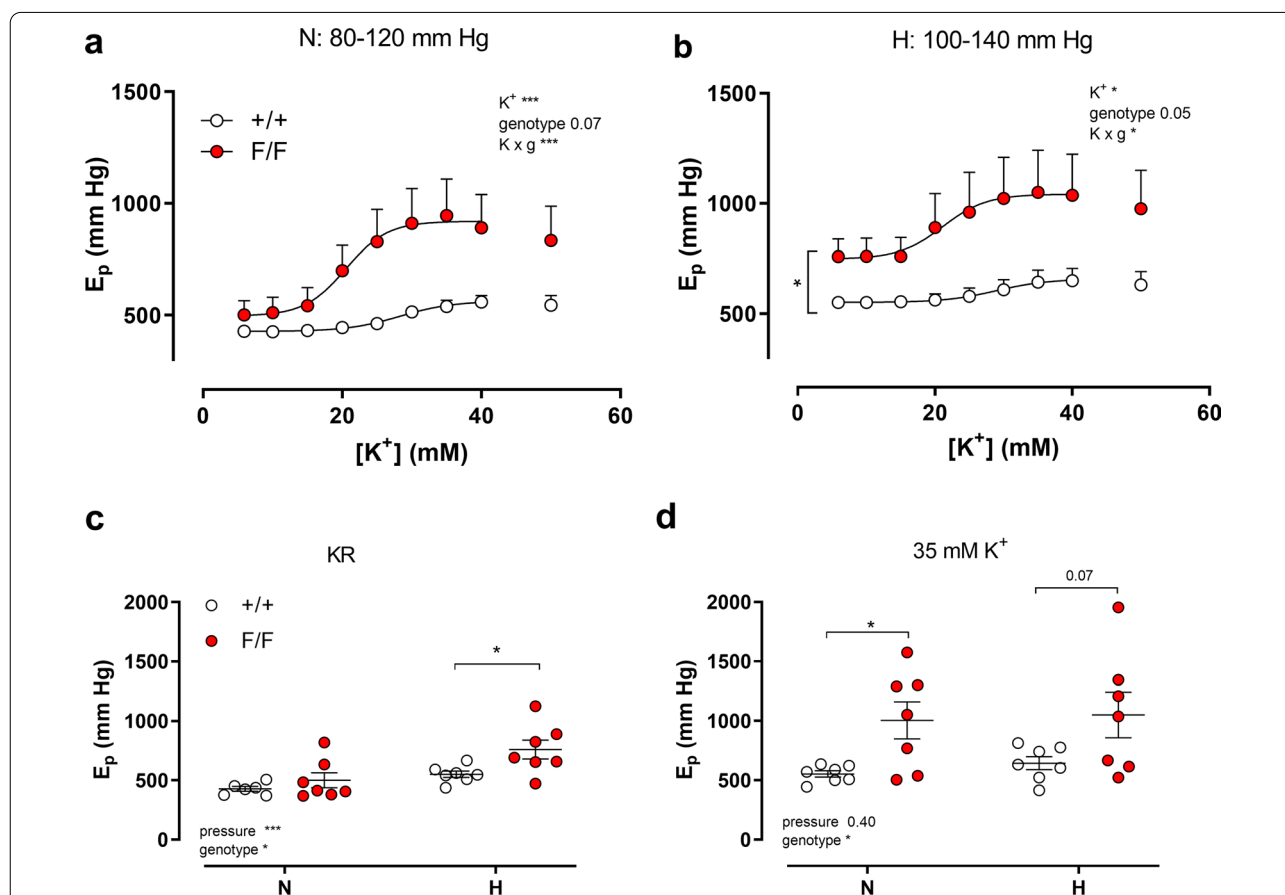 a
N: 80-120 mm Hg
1500
1000
500
Ep (mm Hg)
+/+
F/F
K+ ***
genotype 0.07
K x g ***
0 20 40 60
[K+] (mM)
b
H: 100-140 mm Hg
1500
1000
500
Ep (mm Hg)
K+ *
genotype 0.05
K x g *
*
0 20 40 60
[K+] (mM)
c
KR
+/+
F/F
2000
1500
1000
500
0
Ep (mm Hg)
*
pressure ***
genotype *
N H
d
35 mM K+
2000
1500
1000
500
0
Ep (mm Hg)
*
0.07
pressure 0.40
genotype *
N H